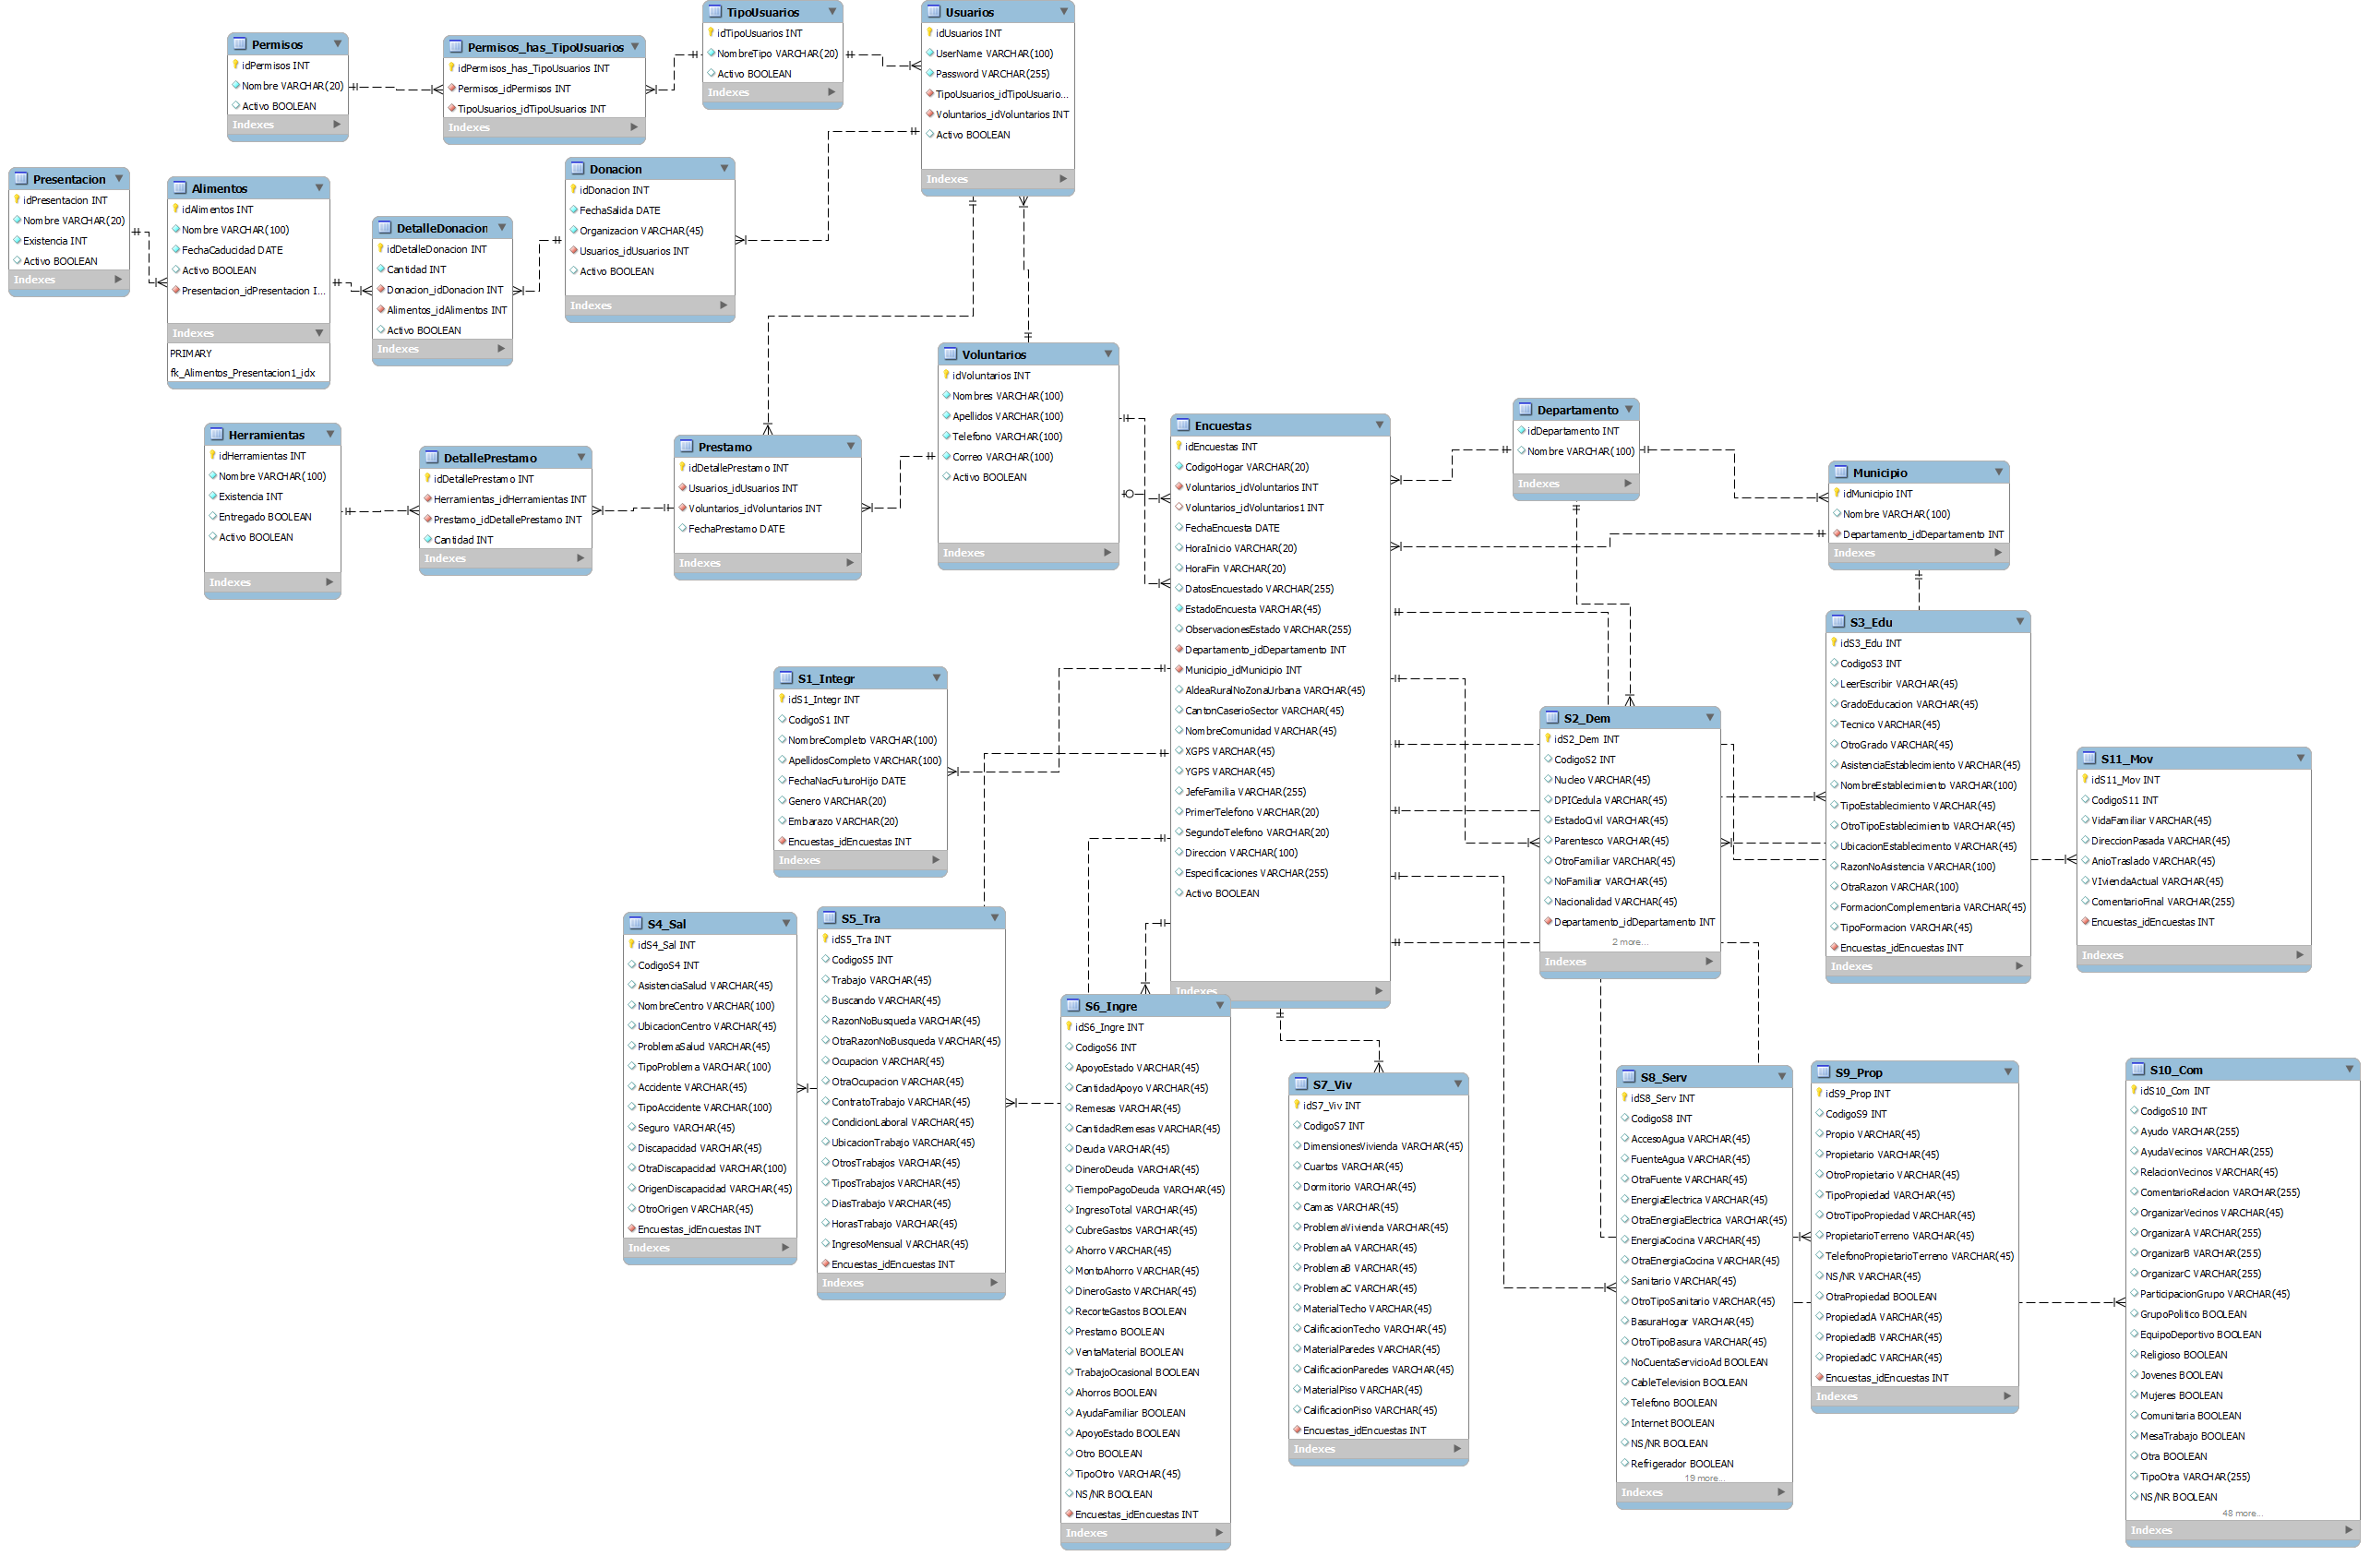 Permisos
idPermisos INT
Nombre VARCHAR(20)
Activo BOOLEAN
Indexes
Permisos_has_TipoUsuarios
idPermisos_has_TipoUsuarios INT
Permisos_idPermisos INT
TipoUsuarios_idTipoUsuarios INT
Indexes
TipoUsuarios
idTipoUsuarios INT
NombreTipo VARCHAR(20)
Activo BOOLEAN
Indexes
Usuarios
idUsuarios INT
UserName VARCHAR(100)
Password VARCHAR(255)
TipoUsuarios_idTipoUsuario...
Voluntarios_idVoluntarios INT
Activo BOOLEAN
Indexes
Presentacion
idPresentacion INT
Nombre VARCHAR(20)
Existencia INT
Activo BOOLEAN
Indexes
Alimentos
idAlimentos INT
Nombre VARCHAR(100)
FechaCaducidad DATE
Activo BOOLEAN
Presentacion_idPresentacion I...
Indexes
PRIMARY
fk_Alimentos_Presentacion1_idx
DetalleDonacion
idDetalleDonacion INT
Cantidad INT
Donacion_idDonacion INT
Alimentos_idAlimentos INT
Activo BOOLEAN
Indexes
Donacion
idDonacion INT
FechaSalida DATE
Organizacion VARCHAR(45)
Usuarios_idUsuarios INT
Activo BOOLEAN
Indexes
Herramientas
idHerramientas INT
Nombre VARCHAR(100)
Existencia INT
Entregado BOOLEAN
Activo BOOLEAN
Indexes
DetallePrestamo
idDetallePrestamo INT
Herramientas_idHerramientas INT
Prestamo_idDetallePrestamo INT
Cantidad INT
Indexes
Prestamo
idDetallePrestamo INT
Usuarios_idUsuarios INT
Voluntarios_idVoluntarios INT
FechaPrestamo DATE
Indexes
Voluntarios
idVoluntarios INT
Nombres VARCHAR(100)
Apellidos VARCHAR(100)
Telefono VARCHAR(100)
Correo VARCHAR(100)
Activo BOOLEAN
Indexes
Encuestas
idEncuestas INT
CodigoHogar VARCHAR(20)
Voluntarios_idVoluntarios INT
Voluntarios_idVoluntarios1 INT
FechaEncuesta DATE
HoraInicio VARCHAR(20)
HoraFin VARCHAR(20)
DatosEncuestado VARCHAR(255)
EstadoEncuesta VARCHAR(45)
ObservacionesEstado VARCHAR(255)
Departamento_idDepartamento INT
Municipio_idMunicipio INT
AldeaRuralNoZonaUrbana VARCHAR(45)
CantonCaserioSector VARCHAR(45)
NombreComunidad VARCHAR(45)
XGPS VARCHAR(45)
YGPS VARCHAR(45)
JefeFamilia VARCHAR(255)
PrimerTelefono VARCHAR(20)
SegundoTelefono VARCHAR(20)
Direccion VARCHAR(100)
Especificaciones VARCHAR(255)
Activo BOOLEAN
Indexes
Departamento
idDepartamento INT
Nombre VARCHAR(100)
Indexes
Municipio
idMunicipio INT
Nombre VARCHAR(100)
Departamento_idDepartamento INT
Indexes
S1_Integr
idS1_Integr INT
CodigoS1 INT
NombreCompleto VARCHAR(100)
ApellidosCompleto VARCHAR(100)
FechaNacFuturoHijo DATE
Genero VARCHAR(20)
Embarazo VARCHAR(20)
Encuestas_idEncuestas INT
Indexes
S2_Dem
idS2_Dem INT
CodigoS2 INT
Nucleo VARCHAR(45)
DPICedula VARCHAR(45)
EstadoCivil VARCHAR(45)
Parentesco VARCHAR(45)
OtroFamiliar VARCHAR(45)
NoFamiliar VARCHAR(45)
Nacionalidad VARCHAR(45)
Departamento_idDepartamento INT
2 more...
Indexes
S3_Edu
idS3_Edu INT
CodigoS3 INT
LeerEscribir VARCHAR(45)
GradoEducacion VARCHAR(45)
Tecnico VARCHAR(45)
OtroGrado VARCHAR(45)
AsistenciaEstablecimiento VARCHAR(45)
NombreEstablecimiento VARCHAR(100)
TipoEstablecimiento VARCHAR(45)
OtroTipoEstablecimiento VARCHAR(45)
UbicacionEstablecimento VARCHAR(45)
RazonNoAsistencia VARCHAR(100)
OtraRazon VARCHAR(100)
FormacionComplementaria VARCHAR(45)
TipoFormacion VARCHAR(45)
Encuestas_idEncuestas INT
Indexes
S11_Mov
idS11_Mov INT
CodigoS11 INT
VidaFamiliar VARCHAR(45)
DireccionPasada VARCHAR(45)
AnioTraslado VARCHAR(45)
VIviendaActual VARCHAR(45)
ComentarioFinal VARCHAR(255)
Encuestas_idEncuestas INT
Indexes
S4_Sal
idS4_Sal INT
CodigoS4 INT
AsistenciaSalud VARCHAR(45)
NombreCentro VARCHAR(100)
UbicacionCentro VARCHAR(45)
ProblemaSalud VARCHAR(45)
TipoProblema VARCHAR(100)
Accidente VARCHAR(45)
TipoAccidente VARCHAR(100)
Seguro VARCHAR(45)
Discapacidad VARCHAR(45)
OtraDiscapacidad VARCHAR(100)
OrigenDiscapacidad VARCHAR(45)
OtroOrigen VARCHAR(45)
Encuestas_idEncuestas INT
Indexes
S5_Tra
idS5_Tra INT
CodigoS5 INT
Trabajo VARCHAR(45)
Buscando VARCHAR(45)
RazonNoBusqueda VARCHAR(45)
OtraRazonNoBusqueda VARCHAR(45)
Ocupacion VARCHAR(45)
OtraOcupacion VARCHAR(45)
ContratoTrabajo VARCHAR(45)
CondicionLaboral VARCHAR(45)
UbicacionTrabajo VARCHAR(45)
OtrosTrabajos VARCHAR(45)
TiposTrabajos VARCHAR(45)
DiasTrabajo VARCHAR(45)
HorasTrabajo VARCHAR(45)
IngresoMensual VARCHAR(45)
Encuestas_idEncuestas INT
Indexes
S6_Ingre
idS6_Ingre INT
CodigoS6 INT
ApoyoEstado VARCHAR(45)
CantidadApoyo VARCHAR(45)
Remesas VARCHAR(45)
CantidadRemesas VARCHAR(45)
Deuda VARCHAR(45)
DineroDeuda VARCHAR(45)
TiempoPagoDeuda VARCHAR(45)
IngresoTotal VARCHAR(45)
CubreGastos VARCHAR(45)
Ahorro VARCHAR(45)
MontoAhorro VARCHAR(45)
DineroGasto VARCHAR(45)
RecorteGastos BOOLEAN
Prestamo BOOLEAN
VentaMaterial BOOLEAN
TrabajoOcasional BOOLEAN
Ahorros BOOLEAN
AyudaFamiliar BOOLEAN
ApoyoEstado BOOLEAN
Otro BOOLEAN
TipoOtro VARCHAR(45)
NS/NR BOOLEAN
Encuestas_idEncuestas INT
Indexes
S7_Viv
idS7_Viv INT
CodigoS7 INT
DimensionesVivienda VARCHAR(45)
Cuartos VARCHAR(45)
Dormitorio VARCHAR(45)
Camas VARCHAR(45)
ProblemaVivienda VARCHAR(45)
ProblemaA VARCHAR(45)
ProblemaB VARCHAR(45)
ProblemaC VARCHAR(45)
MaterialTecho VARCHAR(45)
CalificacionTecho VARCHAR(45)
MaterialParedes VARCHAR(45)
CalificacionParedes VARCHAR(45)
MaterialPiso VARCHAR(45)
CalificacionPiso VARCHAR(45)
Encuestas_idEncuestas INT
Indexes
S8_Serv
idS8_Serv INT
CodigoS8 INT
AccesoAgua VARCHAR(45)
FuenteAgua VARCHAR(45)
OtraFuente VARCHAR(45)
EnergiaElectrica VARCHAR(45)
OtraEnergiaElectrica VARCHAR(45)
EnergiaCocina VARCHAR(45)
OtraEnergiaCocina VARCHAR(45)
Sanitario VARCHAR(45)
OtroTipoSanitario VARCHAR(45)
BasuraHogar VARCHAR(45)
OtroTipoBasura VARCHAR(45)
NoCuentaServicioAd BOOLEAN
CableTelevision BOOLEAN
Telefono BOOLEAN
Internet BOOLEAN
NS/NR BOOLEAN
Refrigerador BOOLEAN
19 more...
Indexes
S9_Prop
idS9_Prop INT
CodigoS9 INT
Propio VARCHAR(45)
Propietario VARCHAR(45)
OtroPropietario VARCHAR(45)
TipoPropiedad VARCHAR(45)
OtroTipoPropiedad VARCHAR(45)
PropietarioTerreno VARCHAR(45)
TelefonoPropietarioTerreno VARCHAR(45)
NS/NR VARCHAR(45)
OtraPropiedad BOOLEAN
PropiedadA VARCHAR(45)
PropiedadB VARCHAR(45)
PropiedadC VARCHAR(45)
Encuestas_idEncuestas INT
Indexes
S10_Com
idS10_Com INT
CodigoS10 INT
Ayudo VARCHAR(255)
AyudaVecinos VARCHAR(255)
RelacionVecinos VARCHAR(45)
ComentarioRelacion VARCHAR(255)
OrganizarVecinos VARCHAR(45)
OrganizarA VARCHAR(255)
OrganizarB VARCHAR(255)
OrganizarC VARCHAR(255)
ParticipacionGrupo VARCHAR(45)
GrupoPolitico BOOLEAN
EquipoDeportivo BOOLEAN
Religioso BOOLEAN
Jovenes BOOLEAN
Mujeres BOOLEAN
Comunitaria BOOLEAN
MesaTrabajo BOOLEAN
Otra BOOLEAN
TipoOtra VARCHAR(255)
NS/NR BOOLEAN
48 more...
Indexes